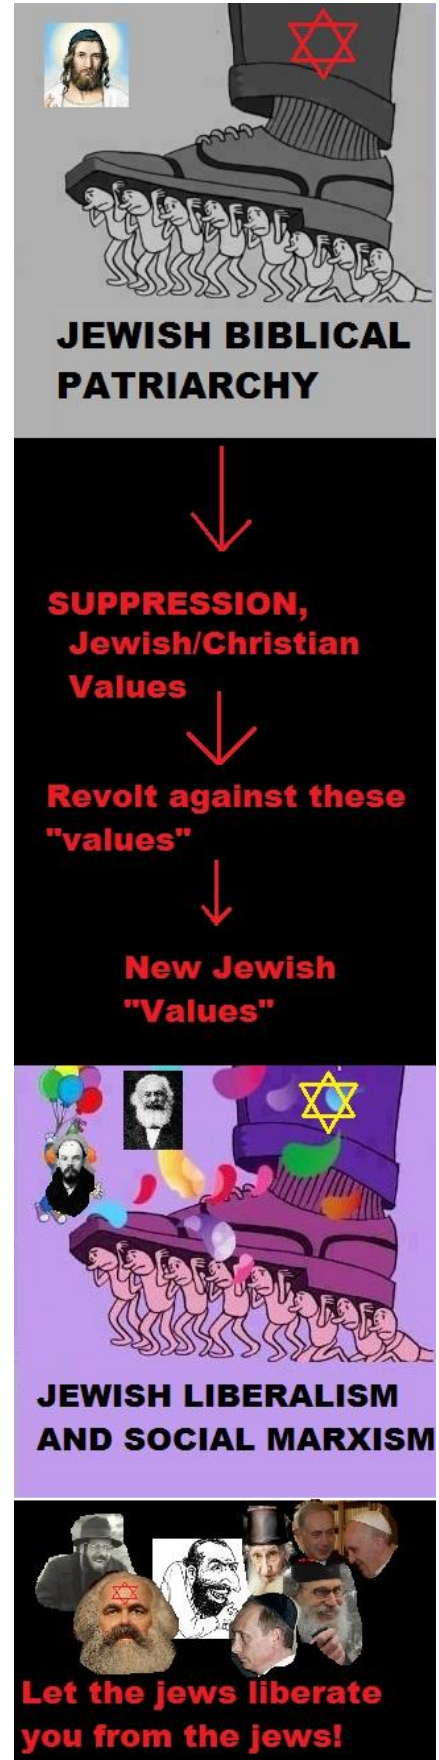 JEWISH BIBLICAL
PATRIARCHY
SUPPRESSION,
Jewish/Christian
Values
Revolt against these
"values"
New Jewish
"Values"
JEWISH LIBERALISM
AND SOCIAL MARXISM
Let the jews liberate
you from the jews!